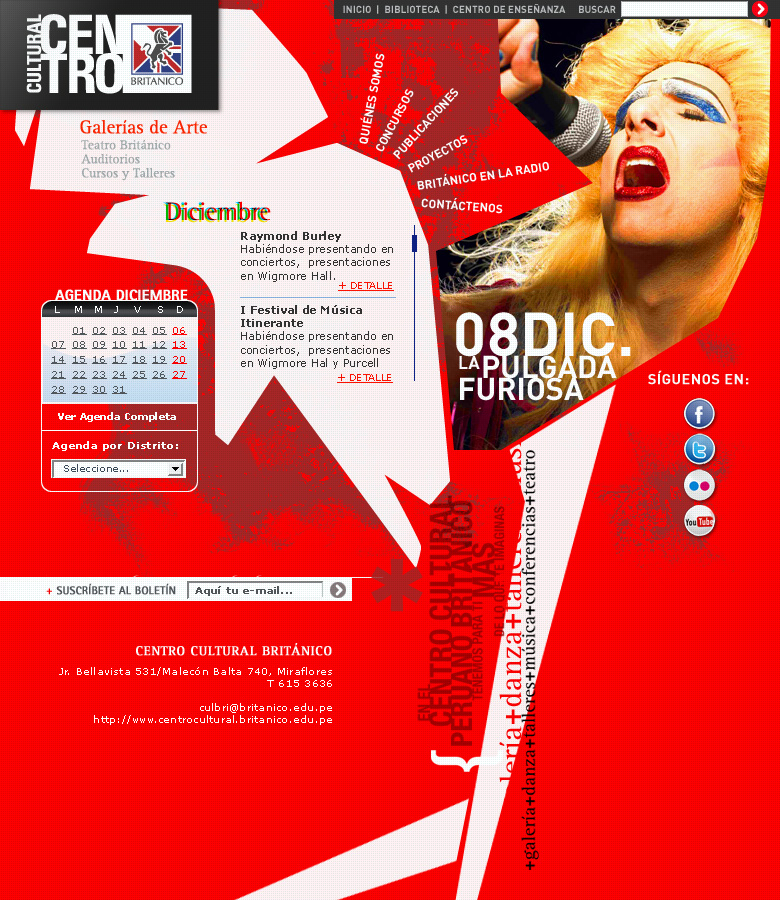 CULTURAL
CEN
TRO
BRITANICO
INICIO | BIBLIOTECA | CENTRO DE ENSEÑANZA BUSCAR
QUIÉNES SOMOS
CONCURSOS
PUBLICACIONES
PROYECTOS
BRITÁNICO EN LA RADIO
CONTÁCTENOS
Galerías de Arte
Teatro Británico
Auditorios
Cursos y Talleres
Diciembre
Raymond Burley
Habiéndose presentando en
conciertos, presentaciones
en Wigmore Hall.
+ DETALLE
I Festival de Música
Itinerante
Habiéndose presentando en
conciertos, presentaciones
en Wigmore Hal y Purcell
+ DETALLE
AGENDA DICIEMBRE
L M M J V S D
01 02 03 04 05 06
07 08 09 10 11 12 13
14 15 16 17 18 19 20
21 22 23 24 25 26 27
28 29 30 31
Ver Agenda Completa
Agenda por Distrito:
Seleccione...
08DIC.
LA PULGADA
FURIOSA
SÍGUENOS EN:
f
t
You Tube
+ SUSCRÍBETE AL BOLETÍN Aquí tu e-mail...
*
EN EL
CENTRO CULTURAL
PERUANO BRITÁNICO
TENEMOS PARA TI
MÁS
DE LO QUE TE IMAGINAS
{
lería+danza+talleres
+galería+danza+talleres+música+conferencias+teatro
CENTRO CULTURAL BRITÁNICO
Jr. Bellavista 531/Malecón Balta 740, Miraflores
T 615 3636
culbri@britanico.edu.pe
http://www.centrocultural.britanico.edu.pe